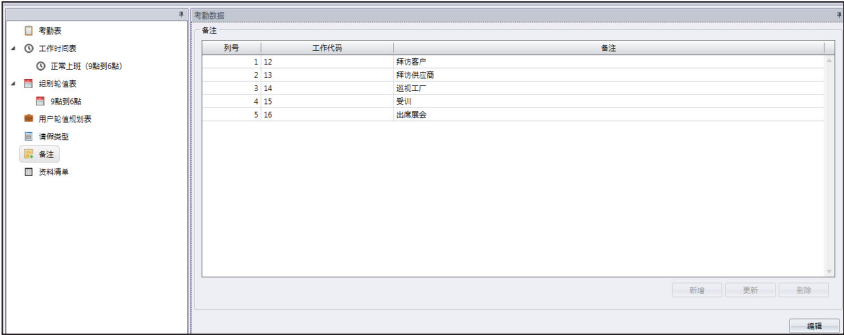 考勤数据
考勤表
工作时间表
正常上班（9點到6點）
组别轮值表
9點到6點
用户轮值规划表
请假类型
备注
资料清单
备注
列号 工作代码 备注
1 12 拜访客户
2 13 拜访供应商
3 14 巡视工厂
4 15 受训
5 16 出席展会
新增 更新 删除
编辑